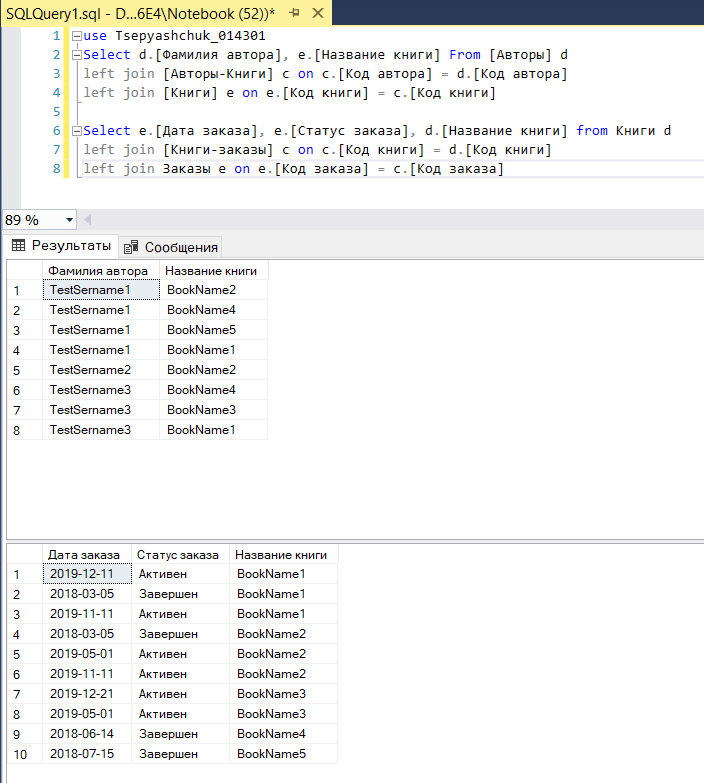 SQLQuery1.sql - D...6E4\Notebook (52))*
1 use Tsepyashchuk_014301
2 Select d.[Фамилия автора], e.[Название книги] From [Авторы] d
3 left join [Авторы-Книги] c on c.[Код автора] = d.[Код автора]
4 left join [Книги] e on e.[Код книги] = c.[Код книги]
5
6 Select e.[Дата заказа], e.[Статус заказа], d.[Название книги] from Книги d
7 left join [Книги-заказы] c on c.[Код книги] = d.[Код книги]
8 left join Заказы e on e.[Код заказа] = c.[Код заказа]
89 %
Результаты Сообщения
Фамилия автора Название книги
1 TestSername1 BookName2
2 TestSername1 BookName4
3 TestSername1 BookName5
4 TestSername1 BookName1
5 TestSername2 BookName2
6 TestSername3 BookName4
7 TestSername3 BookName3
8 TestSername3 BookName1
Дата заказа Статус заказа Название книги
1 2019-12-11 Активен BookName1
2 2018-03-05 Завершен BookName1
3 2019-11-11 Активен BookName1
4 2018-03-05 Завершен BookName2
5 2019-05-01 Активен BookName2
6 2019-11-11 Активен BookName2
7 2019-12-21 Активен BookName3
8 2019-05-01 Активен BookName3
9 2018-06-14 Завершен BookName4
10 2018-07-15 Завершен BookName5